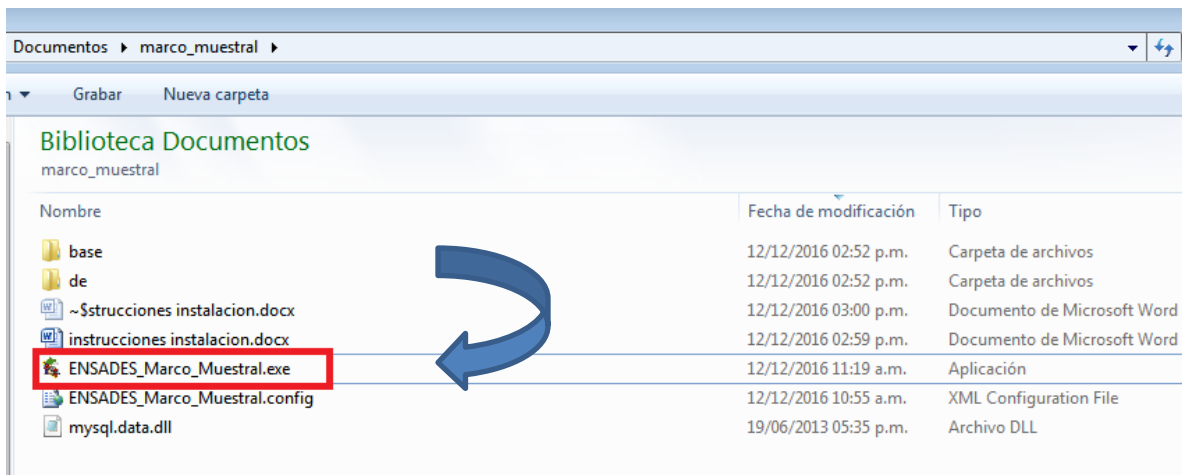 Documentos ▸ marco_muestral ▸
Grabar Nueva carpeta
Biblioteca Documentos
marco_muestral
Nombre Fecha de modificación Tipo
base 12/12/2016 02:52 p.m. Carpeta de archivos
de 12/12/2016 02:52 p.m. Carpeta de archivos
~$strucciones instalacion.docx 12/12/2016 03:00 p.m. Documento de Microsoft Word
instrucciones instalacion.docx 12/12/2016 02:59 p.m. Documento de Microsoft Word
ENSADES_Marco_Muestral.exe 12/12/2016 11:19 a.m. Aplicación
ENSADES_Marco_Muestral.config 12/12/2016 10:55 a.m. XML Configuration File
mysql.data.dll 19/06/2013 05:35 p.m. Archivo DLL